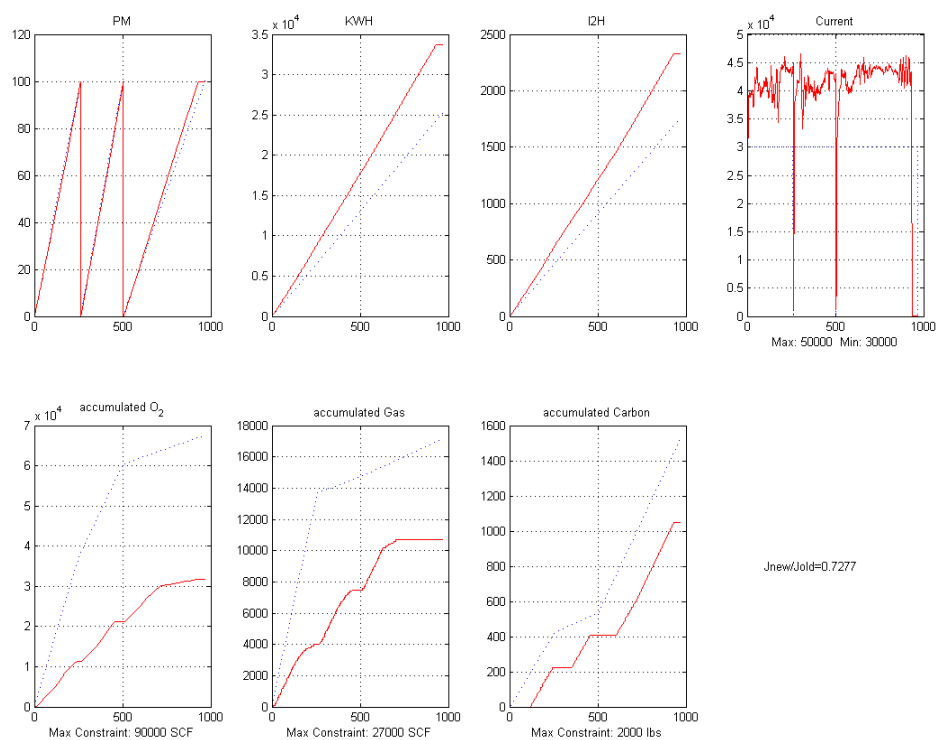 PM
120
100
80
60
40
20
0
0 500 1000
KWH
x 10^4
3.5
3
2.5
2
1.5
1
0.5
0
0 500 1000
I2H
2500
2000
1500
1000
500
0
0 500 1000
Current
x 10^4
5
4.5
4
3.5
3
2.5
2
1.5
1
0.5
0
0 500 1000
Max: 50000 Min: 30000
accumulated O2
x 10^4
7
6
5
4
3
2
1
0
0 500 1000
Max Constraint: 90000 SCF
accumulated Gas
18000
16000
14000
12000
10000
8000
6000
4000
2000
0
0 500 1000
Max Constraint: 27000 SCF
accumulated Carbon
1600
1400
1200
1000
800
600
400
200
0
0 500 1000
Max Constraint: 2000 lbs
Jnew/Jold=0.7277